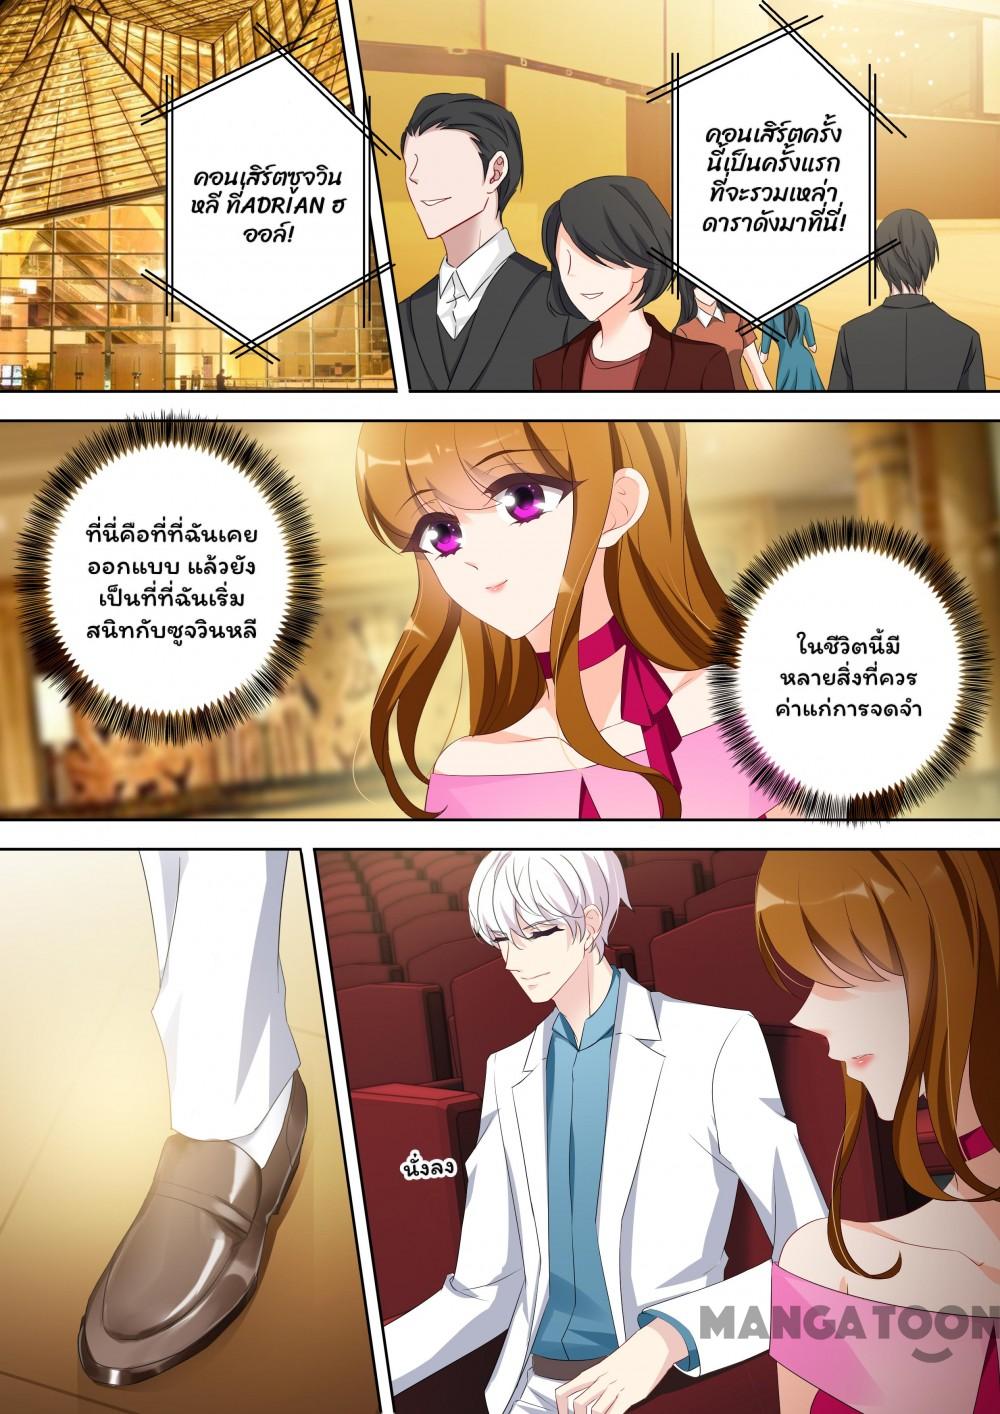 คอนเสิร์ตซูจวิน
หลี ที่ADRIAN ฮ
ออล์!
คอนเสิร์ตครั้ง
นี้เป็นครั้งแรก
ที่จะรวมเหล่า
ดาราดังมาที่นี่!
ที่นี่คือที่ที่ฉันเคย
ออกแบบ แล้วยัง
เป็นที่ที่ฉันเริ่ม
สนิทกับซูจวินหลี
ในชีวิตนี้มี
หลายสิ่งที่ควร
ค่าแก่การจดจำ
นั่งลง
MANGATOON